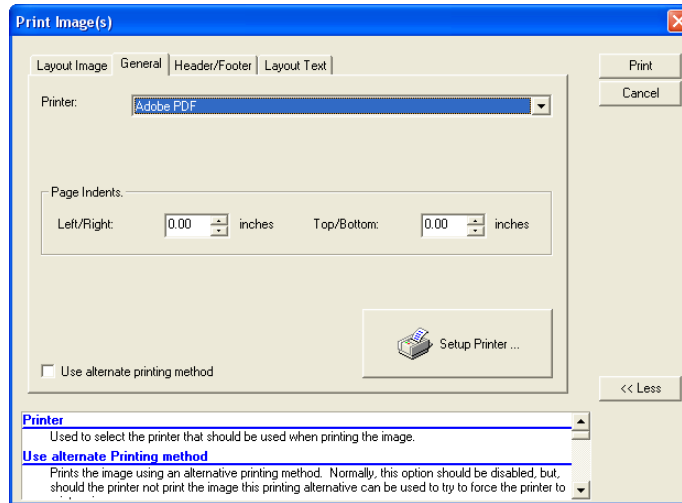 Print Image(s)
Layout Image General Header/Footer Layout Text
Print
Cancel
Printer: Adobe PDF
Page Indents.
Left/Right: 0.00 inches Top/Bottom: 0.00 inches
Setup Printer ...
Use alternate printing method
<< Less
Printer
Used to select the printer that should be used when printing the image.
Use alternate Printing method
Prints the image using an alternative printing method. Normally, this option should be disabled, but,
should the printer not print the image this printing alternative can be used to try to force the printer to